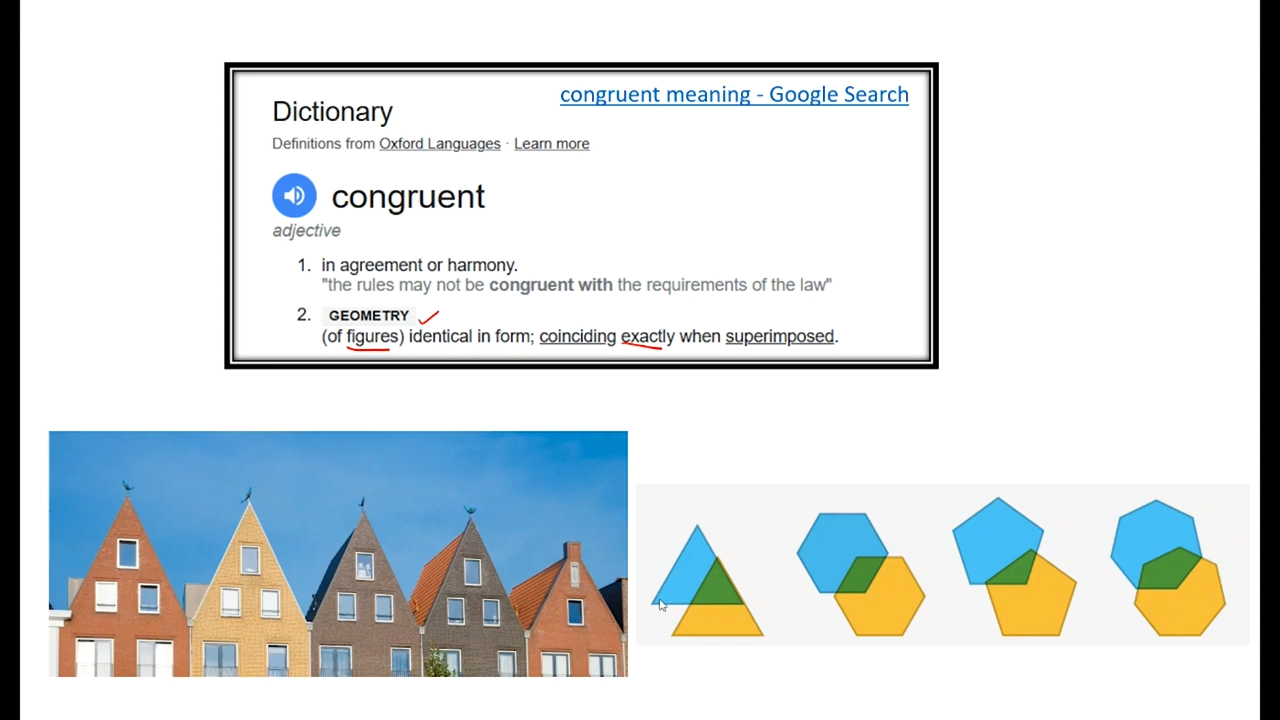 congruent meaning - Google Search
Dictionary
Definitions from Oxford Languages · Learn more
congruent
adjective
1. in agreement or harmony.
"the rules may not be congruent with the requirements of the law"
2. GEOMETRY
(of figures) identical in form; coinciding exactly when superimposed.